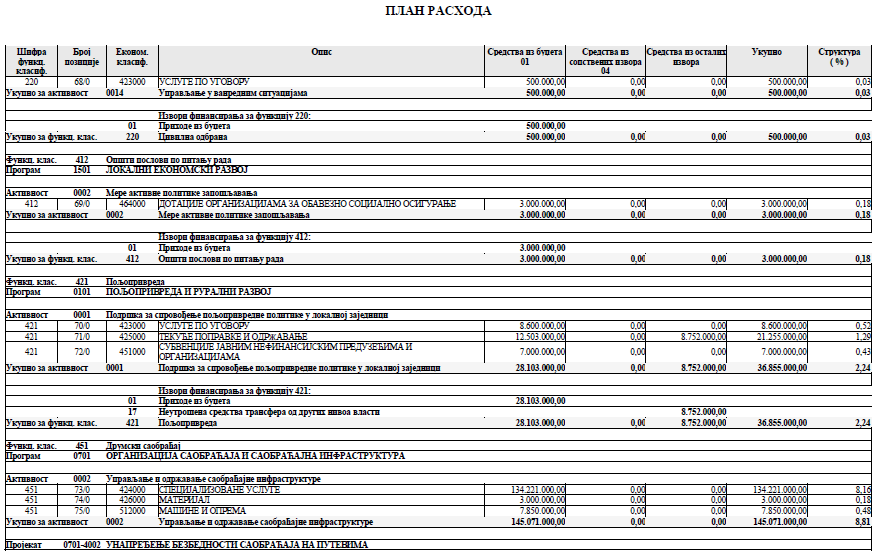 ПЛАН РАСХОДА
Шифра функц. класиф. Број позиције Економ. класиф. Опис Средства из буџета 01 Средства из сопствених извора 04 Средства из осталих извора Укупно Структура ( % )
220 68/0 423000 УСЛУГЕ ПО УГОВОРУ 500.000,00 0,00 0,00 500.000,00 0,03
Укупно за активност 0014 Управљање у ванредним ситуацијама 500.000,00 0,00 0,00 500.000,00 0,03
Извори финансирања за функцију 220:
01 Приходе из буџета 500.000,00
Укупно за функц. клас. 220 Цивилна одбрана 500.000,00 0,00 0,00 500.000,00 0,03
Функц. клас. 412 Општи послови по питању рада
Програм 1501 ЛОКАЛНИ ЕКОНОМСКИ РАЗВОЈ
Активност 0002 Мере активне политике запошљавања
412 69/0 464000 ДОТАЦИЈЕ ОРГАНИЗАЦИЈАМА ЗА ОБАВЕЗНО СОЦИЈАЛНО ОСИГУРАЊЕ 3.000.000,00 0,00 0,00 3.000.000,00 0,18
Укупно за активност 0002 Мере активне политике запошљавања 3.000.000,00 0,00 0,00 3.000.000,00 0,18
Извори финансирања за функцију 412:
01 Приходе из буџета 3.000.000,00
Укупно за функц. клас. 412 Општи послови по питању рада 3.000.000,00 0,00 0,00 3.000.000,00 0,18
Функц. клас. 421 Пољопривреда
Програм 0101 ПОЉОПРИВРЕДА И РУРАЛНИ РАЗВОЈ
Активност 0001 Подршка за спровођење пољопривредне политике у локалној заједници
421 70/0 423000 УСЛУГЕ ПО УГОВОРУ 8.600.000,00 0,00 0,00 8.600.000,00 0,52
421 71/0 425000 ТЕКУЋЕ ПОПРАВКЕ И ОДРЖАВАЊЕ 12.503.000,00 0,00 8.752.000,00 21.255.000,00 1,29
421 72/0 451000 СУБВЕНЦИЈЕ ЈАВНИМ НЕФИНАНСИЈСКИМ ПРЕДУЗЕЋИМА И ОРГАНИЗАЦИЈАМА 7.000.000,00 0,00 0,00 7.000.000,00 0,43
Укупно за активност 0001 Подршка за спровођење пољопривредне политике у локалној заједници 28.103.000,00 0,00 8.752.000,00 36.855.000,00 2,24
Извори финансирања за функцију 421:
01 Приходе из буџета 28.103.000,00
17 Неутрошена средства трансфера од других нивоа власти 8.752.000,00
Укупно за функц. клас. 421 Пољопривреда 28.103.000,00 0,00 8.752.000,00 36.855.000,00 2,24
Функц. клас. 451 Друмски саобраћај
Програм 0701 ОРГАНИЗАЦИЈА САОБРАЋАЈА И САОБРАЋАЈНА ИНФРАСТРУКТУРА
Активност 0002 Управљање и одржавање саобраћајне инфраструктуре
451 73/0 424000 СПЕЦИЈАЛИЗОВАНЕ УСЛУГЕ 134.221.000,00 0,00 0,00 134.221.000,00 8,16
451 74/0 426000 МАТЕРИЈАЛ 3.000.000,00 0,00 0,00 3.000.000,00 0,18
451 75/0 512000 МАШИНЕ И ОПРЕМА 7.850.000,00 0,00 0,00 7.850.000,00 0,48
Укупно за активност 0002 Управљање и одржавање саобраћајне инфраструктуре 145.071.000,00 0,00 0,00 145.071.000,00 8,81
Пројекат 0701-4002 УНАПРЕЂЕЊЕ БЕЗБЕДНОСТИ САОБРАЋАЈА НА ПУТЕВИМА